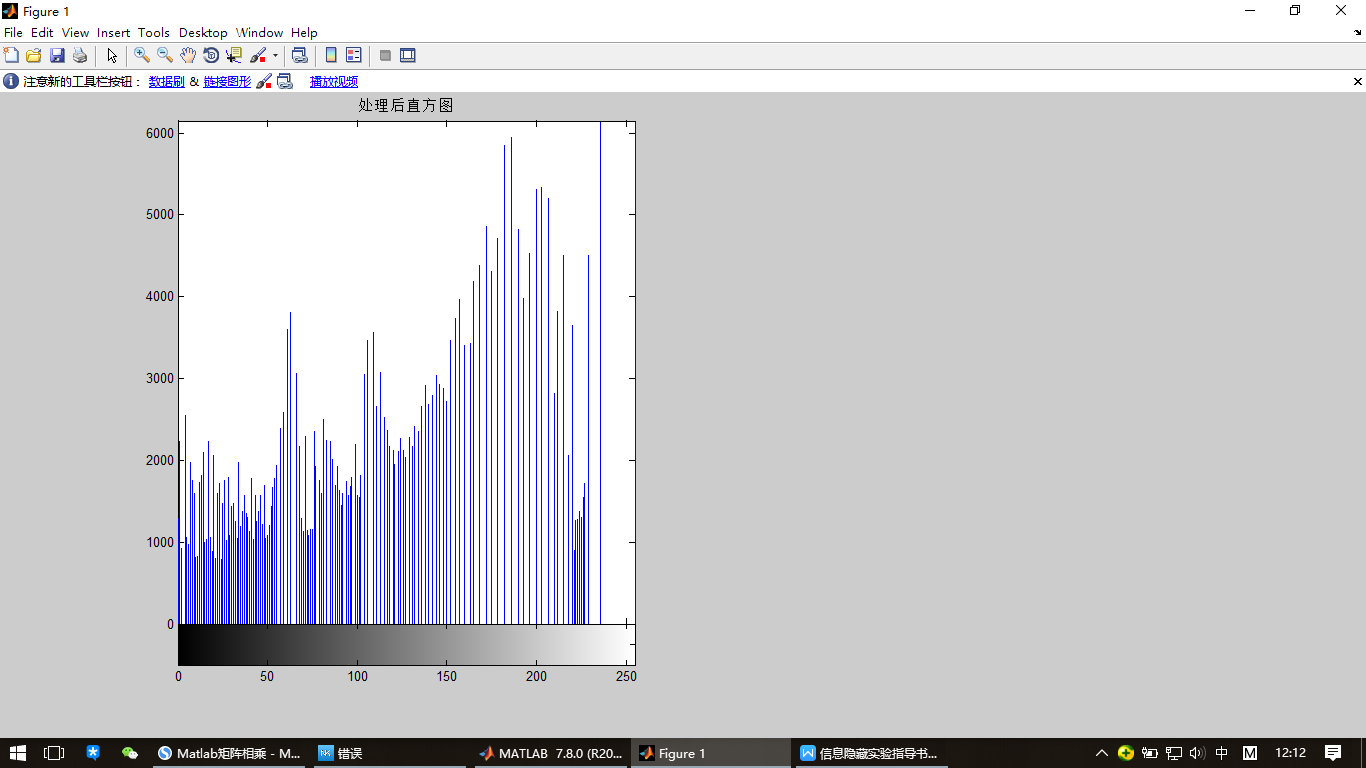 Figure 1
File Edit View Insert Tools Desktop Window Help
注意新的工具栏按钮： 数据刷 & 链接图形 播放视频
处理后直方图
6000
5000
4000
3000
2000
1000
0
0 50 100 150 200 250
Matlab矩阵相乘 - M... 错误 MATLAB 7.8.0 (R20... Figure 1 信息隐藏实验指导书... 中 M 12:12